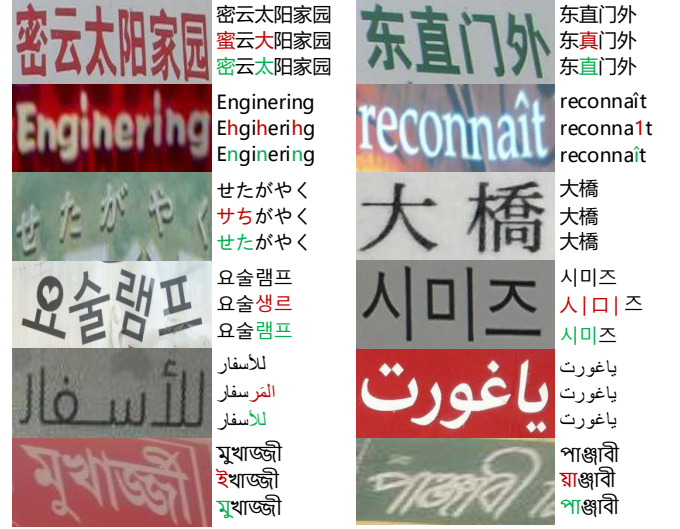 密云太阳家园
密云太阳家园
蜜云大阳家园
密云太阳家园
东直门外
东直门外
东真门外
东直门外
Enginering
Enginering
Ehgiherihg
Enginering
reconnaît
reconnaît
reconna1t
reconnaît
せたがやく
せたがやく
サちがやく
せたがやく
大橋
大橋
大橋
大橋
요술램프
요술램프
요술생르
요술램프
시미즈
시미즈
人|口|즈
시미즈
للأسفار
للأسفار
المَرسفار
للأسفار
ياغورت
ياغورت
ياغورت
ياغورت
মুখার্জ্জী
মুখাজ্জী
ইখাজ্জী
মুখাজ্জী
পাঞ্জাবী
পাঞ্জাবী
য়াঞ্জাবী
পাঞ্জাবী